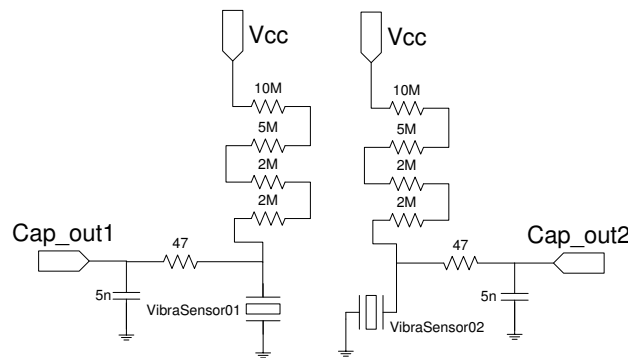 Vcc
Vcc
10M
10M
5M
5M
2M
2M
2M
2M
Cap_out1
47
47
Cap_out2
5n
VibraSensor01
VibraSensor02
5n